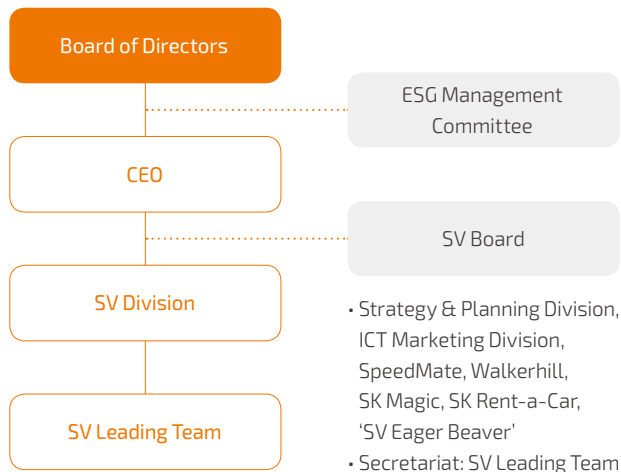 Board of Directors
ESG Management
Committee
CEO
SV Board
SV Division
• Strategy & Planning Division,
ICT Marketing Division,
SpeedMate, Walkerhill,
SK Magic, SK Rent-a-Car,
‘SV Eager Beaver’
SV Leading Team
• Secretariat: SV Leading Team